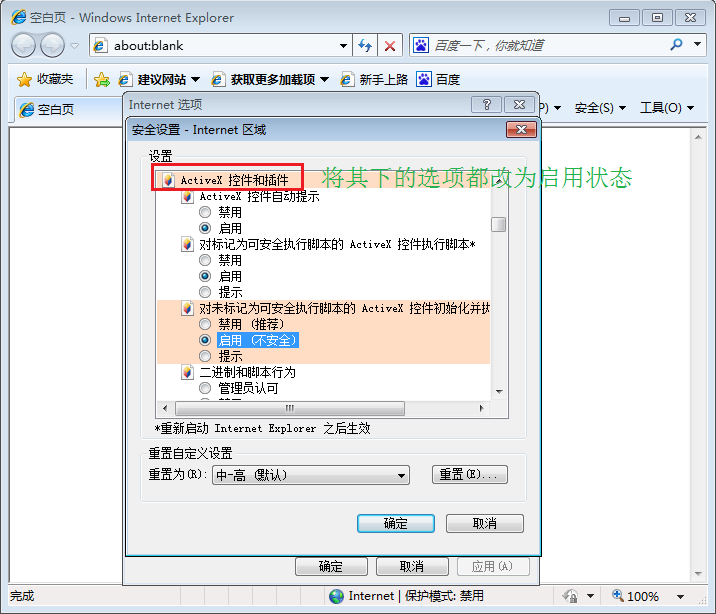 空白页 - Windows Internet Explorer
about:blank
百度一下，你就知道
收藏夹
建议网站
获取更多加载项
新手上路
百度
空白页
P)
安全(S)
工具(O)
Internet 选项
安全设置 - Internet 区域
设置
ActiveX 控件和插件
将其下的选项都改为启用状态
ActiveX 控件自动提示
禁用
启用
对标记为可安全执行脚本的 ActiveX 控件执行脚本*
禁用
启用
提示
对未标记为可安全执行脚本的 ActiveX 控件初始化并执
禁用 (推荐)
启用 (不安全)
提示
二进制和脚本行为
管理员认可
*重新启动 Internet Explorer 之后生效
重置自定义设置
重置为(R):
中-高 (默认)
重置(E)...
确定
取消
确定
取消
应用(A)
完成
Internet | 保护模式: 禁用
100%